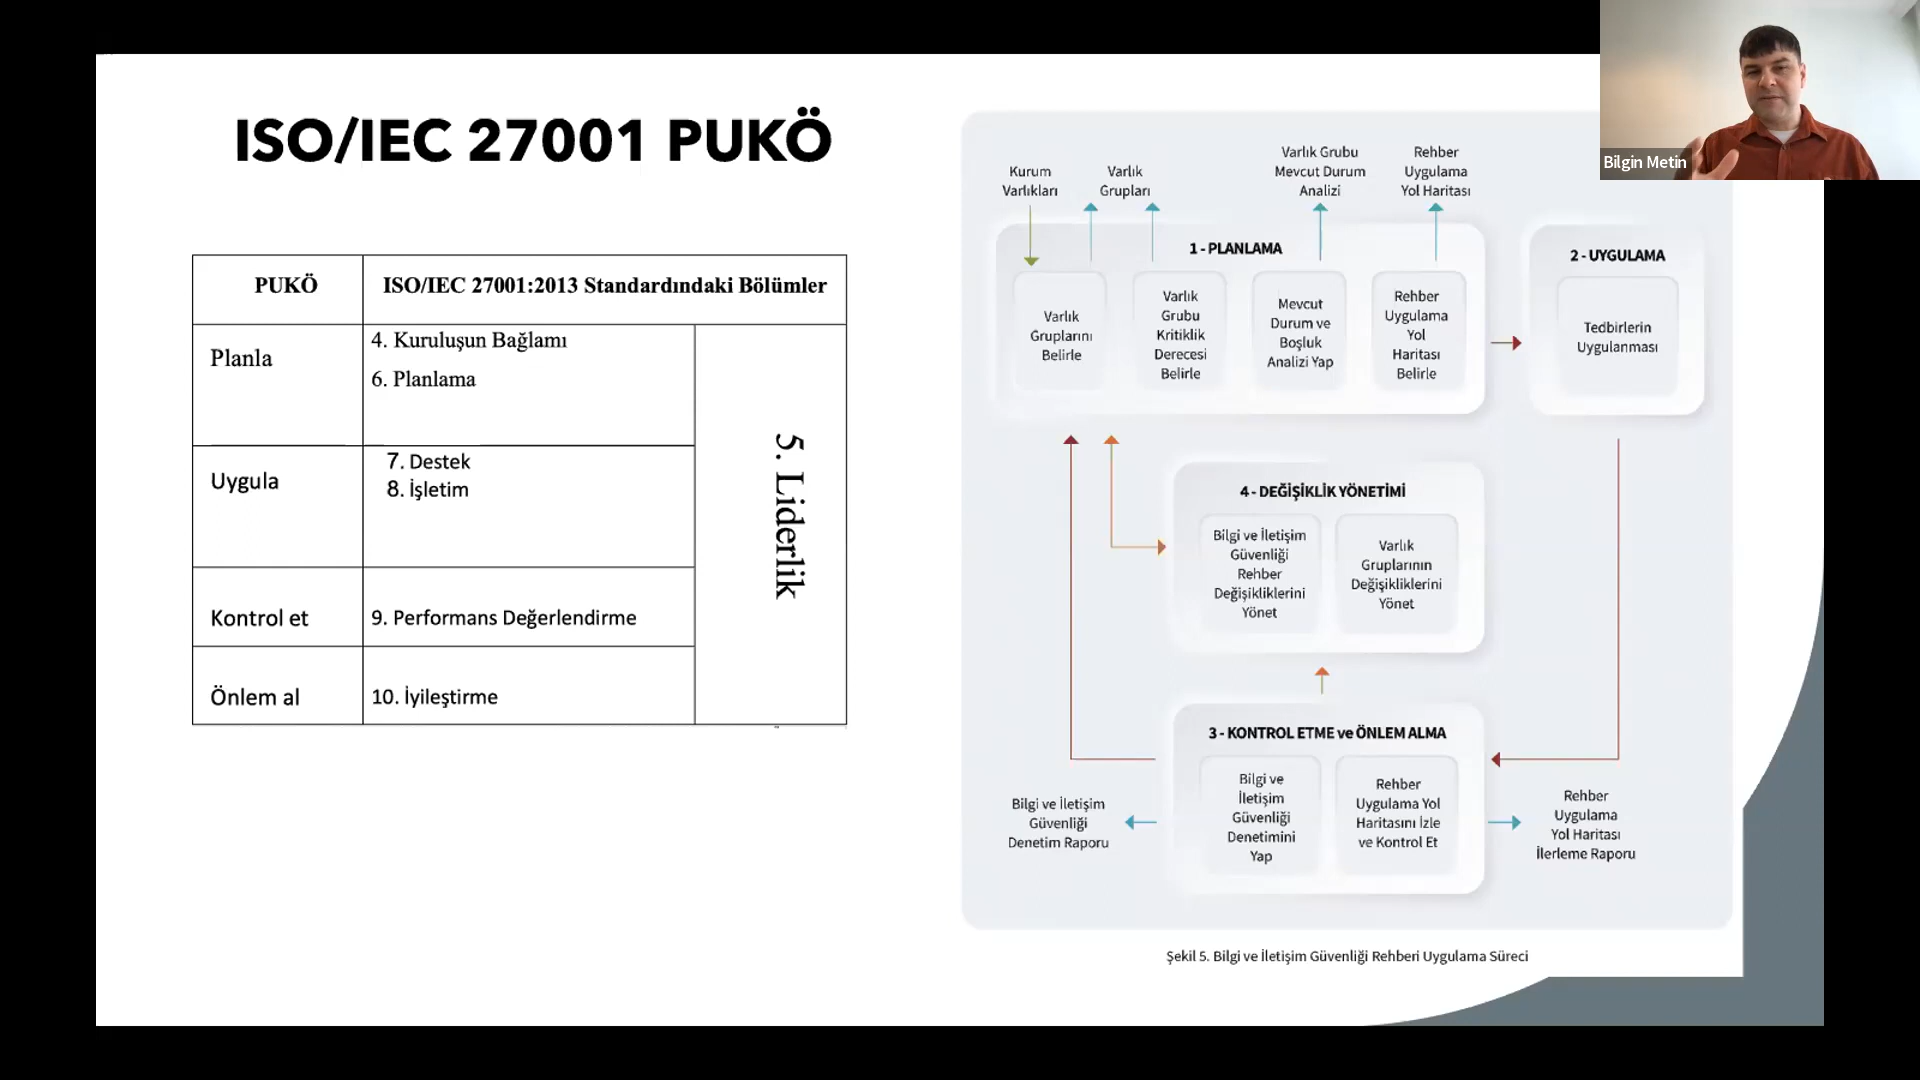 ISO/IEC 27001 PUKÖ
PUKÖ
ISO/IEC 27001:2013 Standardındaki Bölümler
Planla
4. Kuruluşun Bağlamı
6. Planlama
Uygula
7. Destek
8. İşletim
Kontrol et
9. Performans Değerlendirme
Önlem al
10. İyileştirme
5. Liderlik
Kurum
Varlıkları
Varlık
Grupları
Varlık Grubu
Mevcut Durum
Analizi
Rehber
Uygulama
Yol Haritası
1 - PLANLAMA
Varlık
Gruplarını
Belirle
Varlık
Grubu
Kritiklik
Derecesi
Belirle
Mevcut
Durum ve
Boşluk
Analizi Yap
Rehber
Uygulama
Yol
Haritası
Belirle
2 - UYGULAMA
Tedbirlerin
Uygulanması
4 - DEĞİŞİKLİK YÖNETİMİ
Bilgi ve İletişim
Güvenliği
Rehber
Değişikliklerini
Yönet
Varlık
Gruplarının
Değişikliklerini
Yönet
3 - KONTROL ETME ve ÖNLEM ALMA
Bilgi ve
İletişim
Güvenliği
Denetimini
Yap
Rehber
Uygulama Yol
Haritasını İzle
ve Kontrol Et
Bilgi ve İletişim
Güvenliği
Denetim Raporu
Rehber
Uygulama
Yol Haritası
İlerleme Raporu
Şekil 5. Bilgi ve İletişim Güvenliği Rehberi Uygulama Süreci
Bilgin Metin